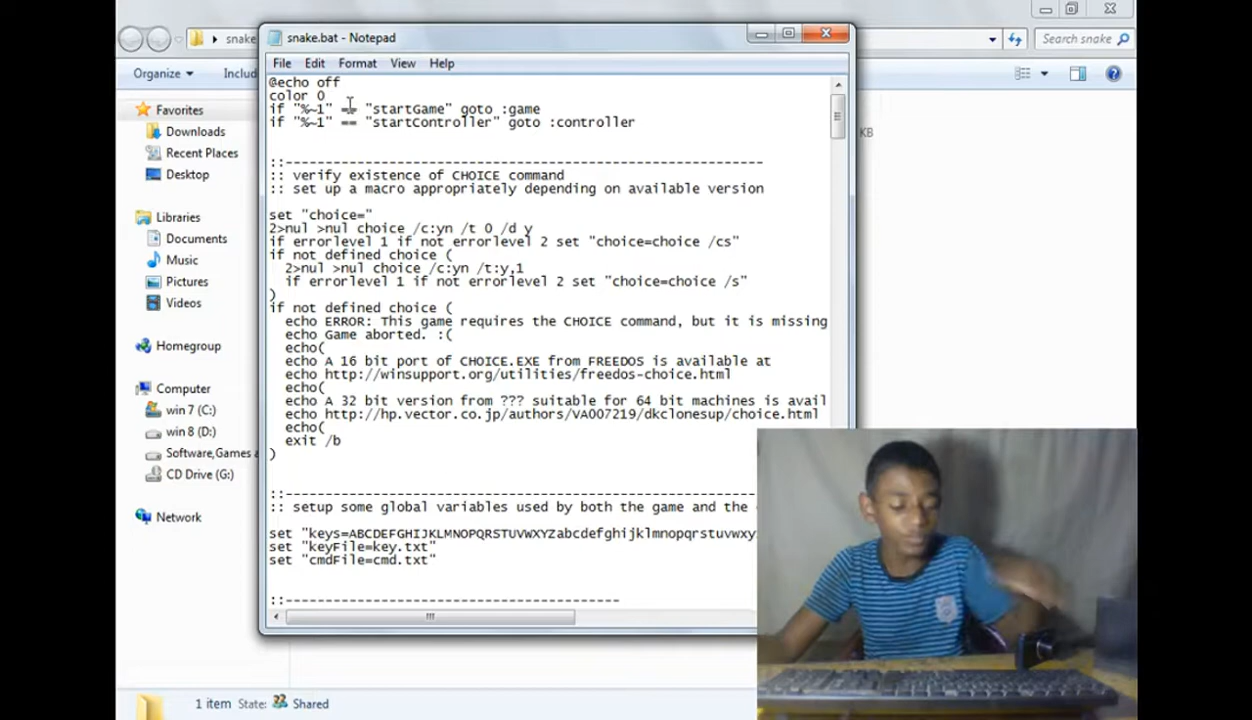 snake
Search snake
Organize
Includ
Favorites
Downloads
Recent Places
Desktop
Libraries
Documents
Music
Pictures
Videos
Homegroup
Computer
win 7 (C:)
win 8 (D:)
Software,Games a
CD Drive (G:)
Network
KB
1 item State: Shared
snake.bat - Notepad
File Edit Format View Help
@echo off
color 0
if "%~1" == "startGame" goto :game
if "%~1" == "startController" goto :controller
::------------------------------------------------------------
:: verify existence of CHOICE command
:: set up a macro appropriately depending on available version
set "choice="
2>nul >nul choice /c:yn /t 0 /d y
if errorlevel 1 if not errorlevel 2 set "choice=choice /cs"
if not defined choice (
2>nul >nul choice /c:yn /t:y,1
if errorlevel 1 if not errorlevel 2 set "choice=choice /s"
)
if not defined choice (
echo ERROR: This game requires the CHOICE command, but it is missing
echo Game aborted. :(
echo(
echo A 16 bit port of CHOICE.EXE from FREEDOS is available at
echo http://winsupport.org/utilities/freedos-choice.html
echo(
echo A 32 bit version from ??? suitable for 64 bit machines is avail
echo http://hp.vector.co.jp/authors/VA007219/dkclonesup/choice.html
echo(
exit /b
)
::------------------------------------------------------------
:: setup some global variables used by both the game and the
set "keys=ABCDEFGHIJKLMNOPQRSTUVWXYZabcdefghijklmnopqrstuvwxy
set "keyFile=key.txt"
set "cmdFile=cmd.txt"
::------------------------------------------